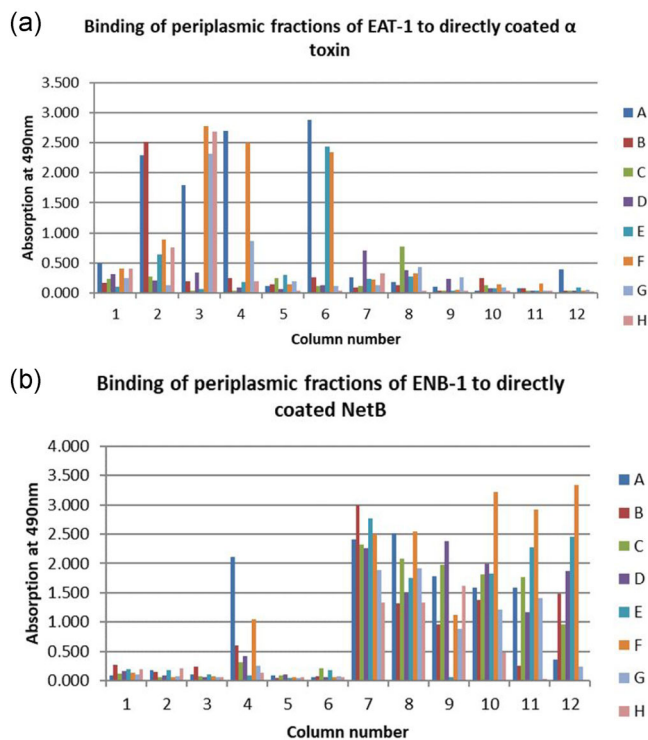 (a)
Binding of periplasmic fractions of EAT-1 to directly coated α
toxin
3.500
3.000
2.500
2.000
1.500
1.000
0.500
0.000
Absorption at 490nm
1 2 3 4 5 6 7 8 9 10 11 12
Column number
A
B
C
D
E
F
G
H
(b)
Binding of periplasmic fractions of ENB-1 to directly
coated NetB
4.000
3.500
3.000
2.500
2.000
1.500
1.000
0.500
0.000
Absorption at 490nm
1 2 3 4 5 6 7 8 9 10 11 12
Column number
A
B
C
D
E
F
G
H